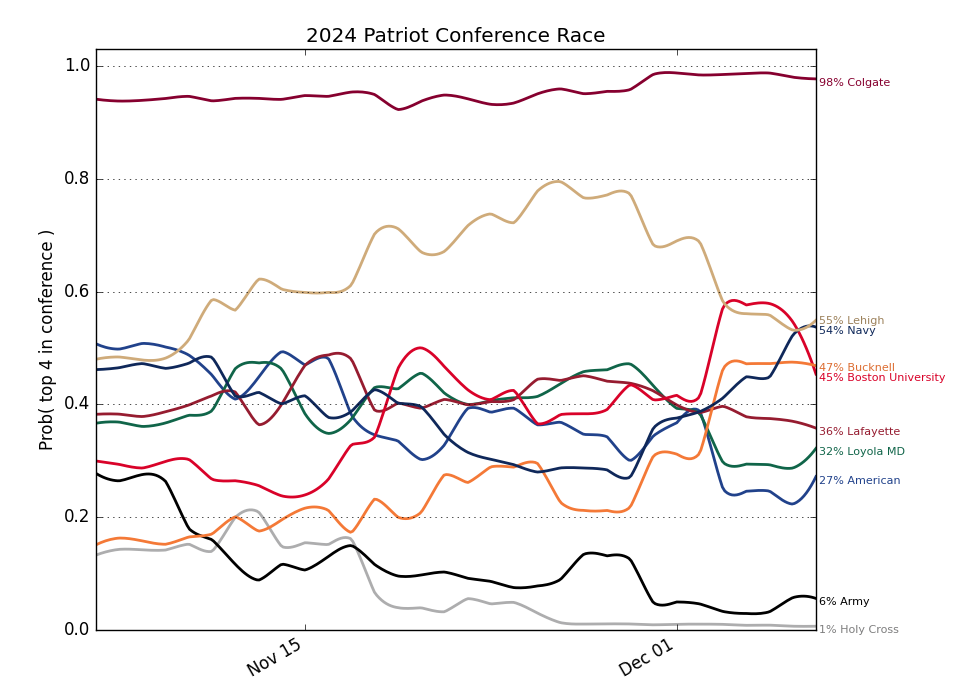 2024 Patriot Conference Race
Prob( top 4 in conference )
1.0
0.8
0.6
0.4
0.2
0.0
Nov 15
Dec 01
98% Colgate
55% Lehigh
54% Navy
47% Bucknell
45% Boston University
36% Lafayette
32% Loyola MD
27% American
6% Army
1% Holy Cross